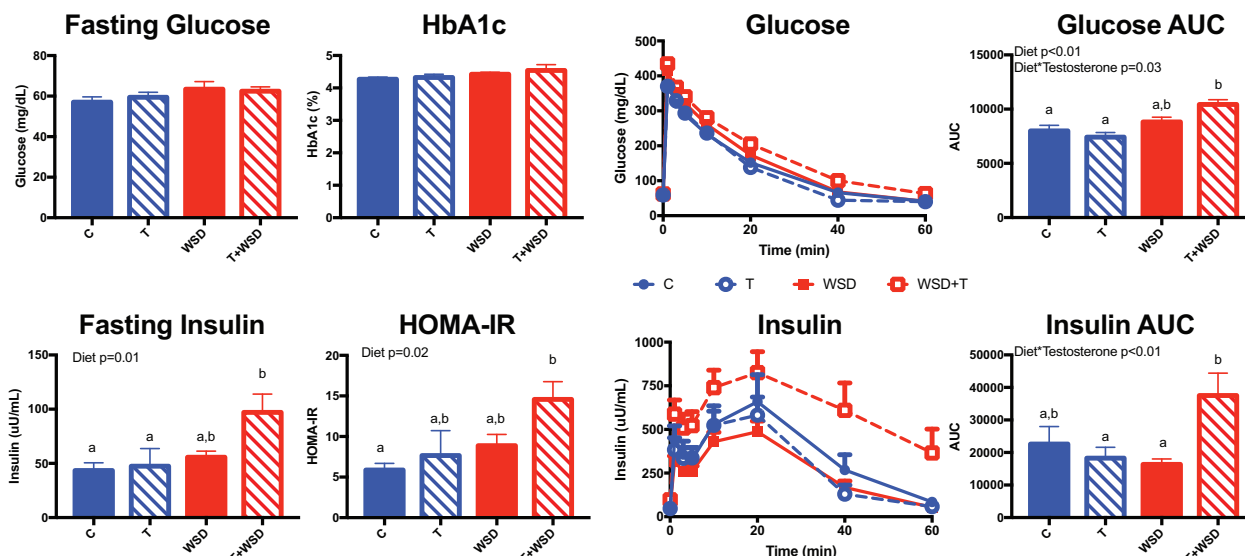 Fasting Glucose
Glucose (mg/dL)
80
60
40
20
0
C
T
WSD
T+WSD
HbA1c
HbA1c (%)
5
4
3
2
1
0
C
T
WSD
T+WSD
Glucose
Glucose (mg/dL)
500
400
300
200
100
0
0
20
40
60
Time (min)
Glucose AUC
Diet p<0.01
Diet*Testosterone p=0.03
AUC
15000
10000
5000
0
a
a
a,b
b
C
T
WSD
T+WSD
C
T
WSD
WSD+T
Fasting Insulin
Diet p=0.01
Insulin (uU/mL)
150
100
50
0
a
a
a,b
b
C
T
WSD
T+WSD
HOMA-IR
Diet p=0.02
HOMA-IR
20
15
10
5
0
a
a,b
a,b
b
C
T
WSD
T+WSD
Insulin
Insulin (uU/mL)
1000
750
500
250
0
0
20
40
60
Time (min)
Insulin AUC
Diet*Testosterone p<0.01
AUC
50000
40000
30000
20000
10000
0
a,b
a
a
b
C
T
WSD
T+WSD